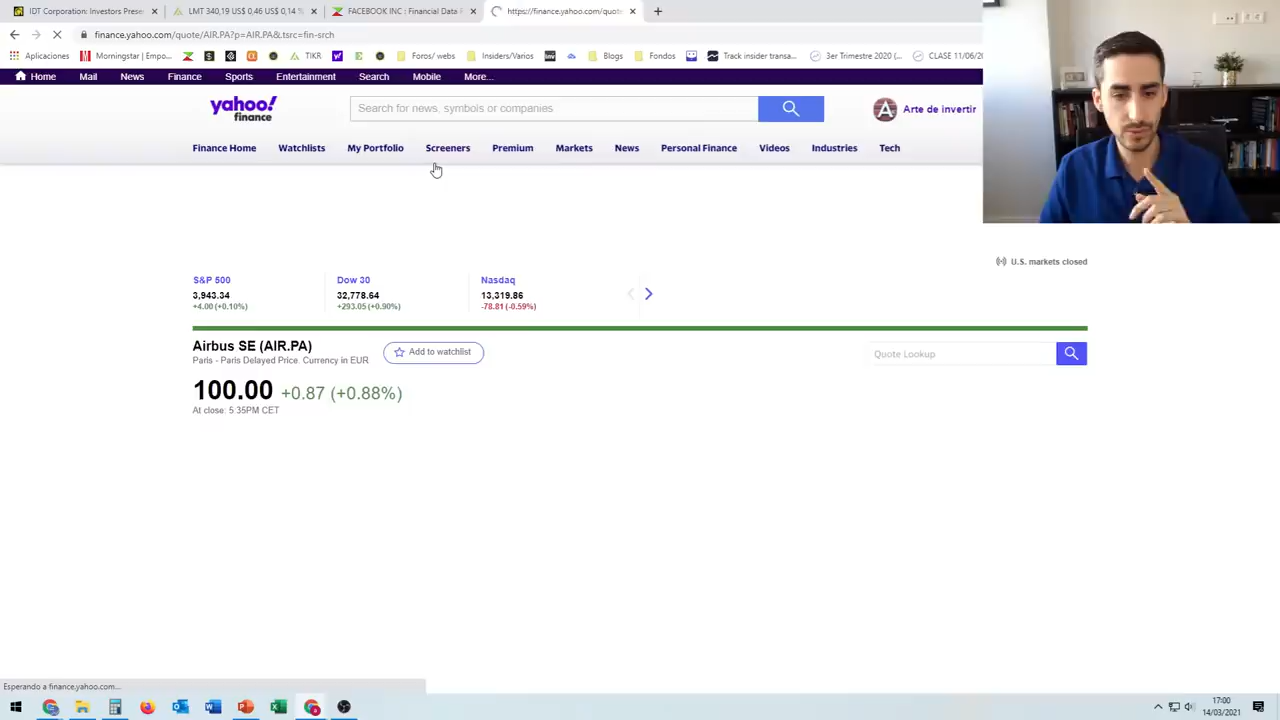 IDT Corporation: Investors Prese
LMT 340,19 US$ 0,46 US$ 0,14 %
FACEBOOK INC : Financial Data F
https://finance.yahoo.com/quot
finance.yahoo.com/quote/AIR.PA?p=AIR.PA&.tsrc=fin-srch
Aplicaciones Morningstar | Empo... TIKR Foros/ webs Insiders/Varios Blogs Fondos Track insider transa... 3er Trimestre 2020 (... CLASE 11/06/20
Home Mail News Finance Sports Entertainment Search Mobile More...
yahoo!
finance
Search for news, symbols or companies
Arte de invertir
Finance Home Watchlists My Portfolio Screeners Premium Markets News Personal Finance Videos Industries Tech
U.S. markets closed
S&P 500 Dow 30 Nasdaq
3,943.34 32,778.64 13,319.86
+4.00 (+0.10%) +293.05 (+0.90%) -78.81 (-0.59%)
Airbus SE (AIR.PA)
Paris - Paris Delayed Price. Currency in EUR
Add to watchlist
Quote Lookup
100.00 +0.87 (+0.88%)
At close: 5:35PM CET
Esperando a finance.yahoo.com...
17:00
14/03/2021